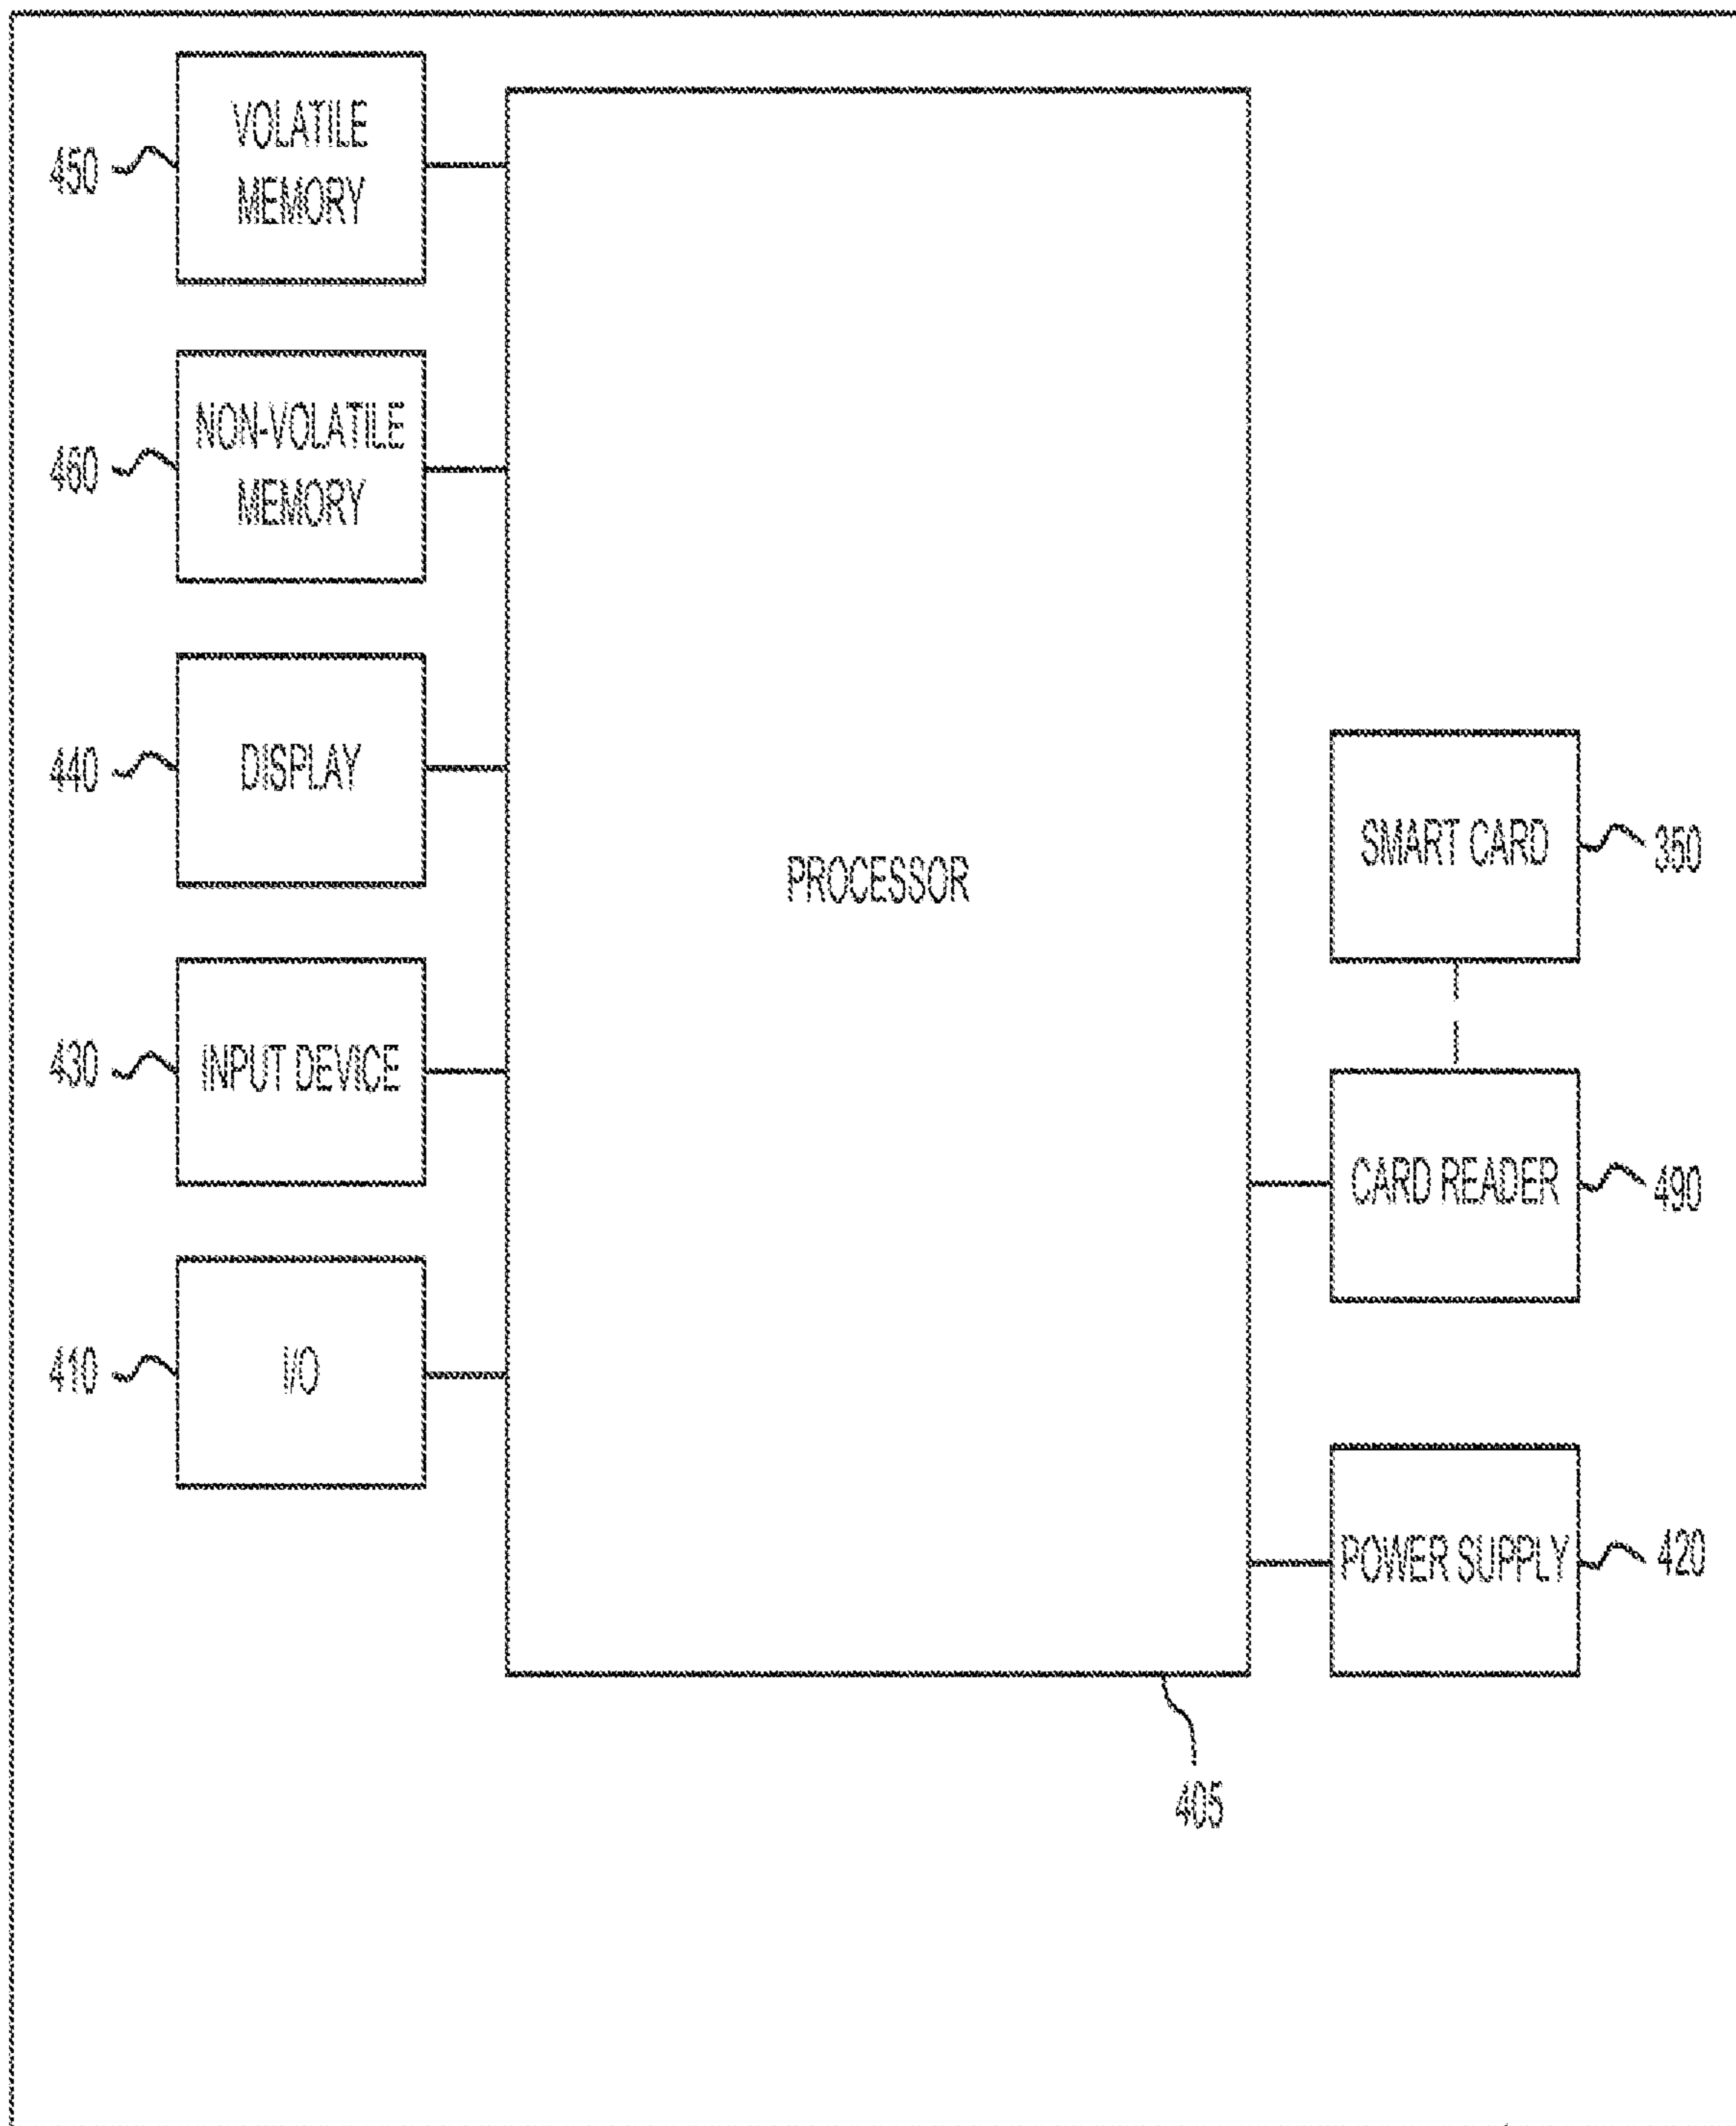 VOLATILE
MEMORY
450
NON-VOLATILE
MEMORY
460
DISPLAY
440
INPUT DEVICE
430
I/O
410
PROCESSOR
405
SMART CARD
350
CARD READER
490
POWER SUPPLY
420